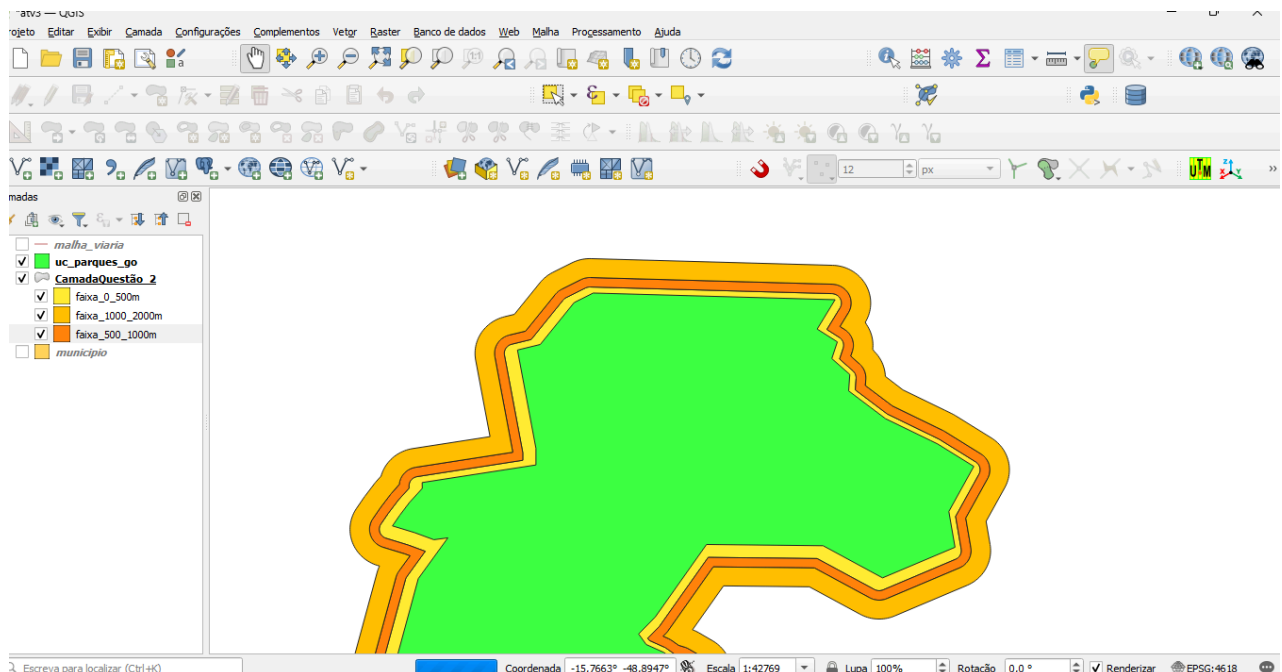 *atv3 — QGIS
rojeto Editar Exibir Camada Configurações Complementos Vetor Raster Banco de dados Web Malha Processamento Ajuda
12 px UTM »
madas
malha_viaria
uc_parques_go
CamadaQuestão_2
faixa_0_500m
faixa_1000_2000m
faixa_500_1000m
município
Escreva para localizar (Ctrl+K) Coordenada -15.7663° -48.8947° Escala 1:42769 Lupa 100% Rotação 0,0 ° Renderizar EPSG:4618